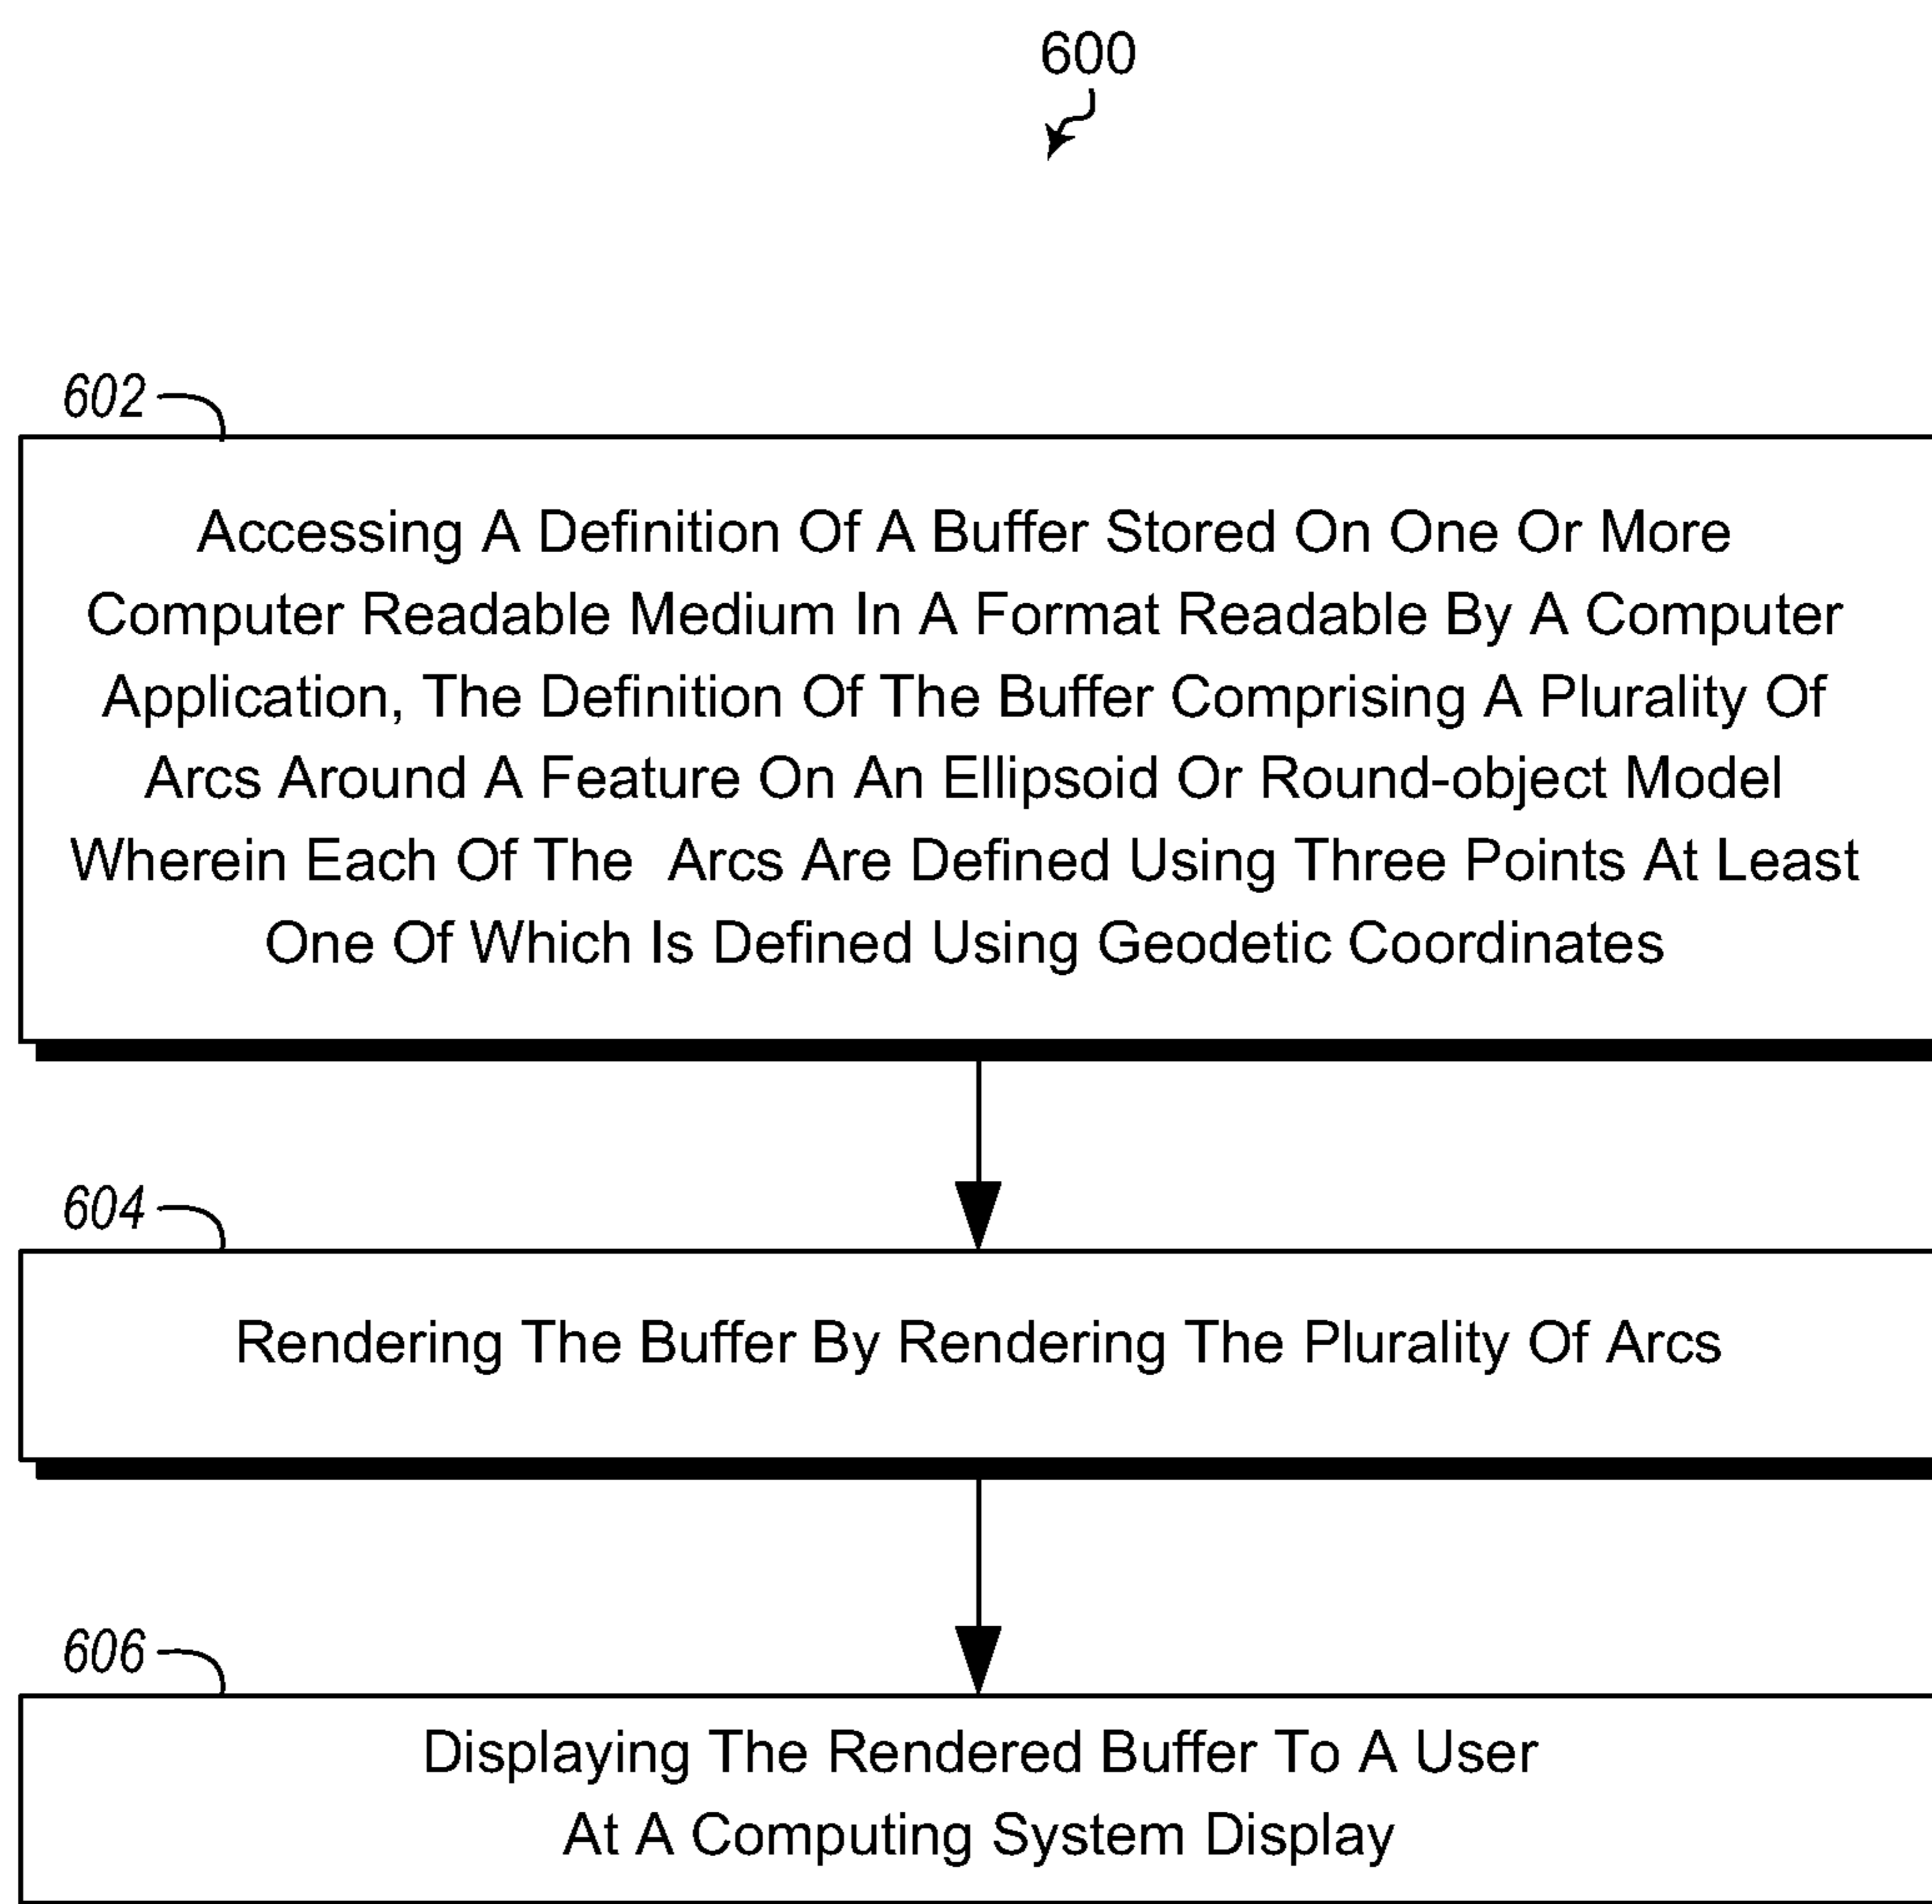 600
602
Accessing A Definition Of A Buffer Stored On One Or More
Computer Readable Medium In A Format Readable By A Computer
Application, The Definition Of The Buffer Comprising A Plurality Of
Arcs Around A Feature On An Ellipsoid Or Round-object Model
Wherein Each Of The Arcs Are Defined Using Three Points At Least
One Of Which Is Defined Using Geodetic Coordinates
604
Rendering The Buffer By Rendering The Plurality Of Arcs
606
Displaying The Rendered Buffer To A User
At A Computing System Display